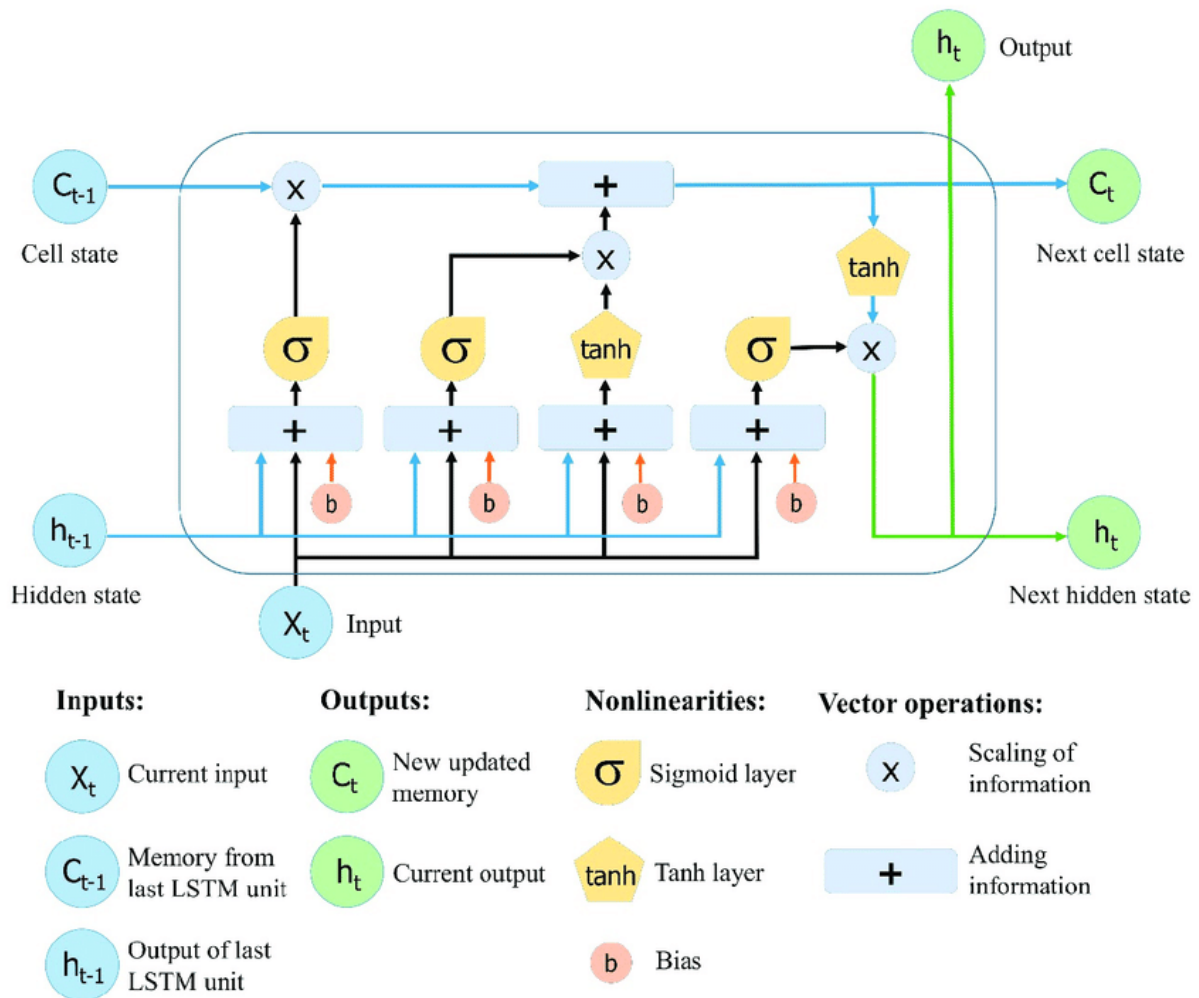 hₜ Output
Cₜ₋₁ x + Cₜ
Cell state x tanh Next cell state
σ σ tanh σ x
+ + + +
b b b b
hₜ₋₁ hₜ
Hidden state Next hidden state
Xₜ Input
Inputs: Outputs: Nonlinearities: Vector operations:
Xₜ Current input
Cₜ₋₁ Memory from
last LSTM unit
hₜ₋₁ Output of last
LSTM unit
Cₜ New updated
memory
hₜ Current output
σ Sigmoid layer
tanh Tanh layer
b Bias
x Scaling of
information
+ Adding
information